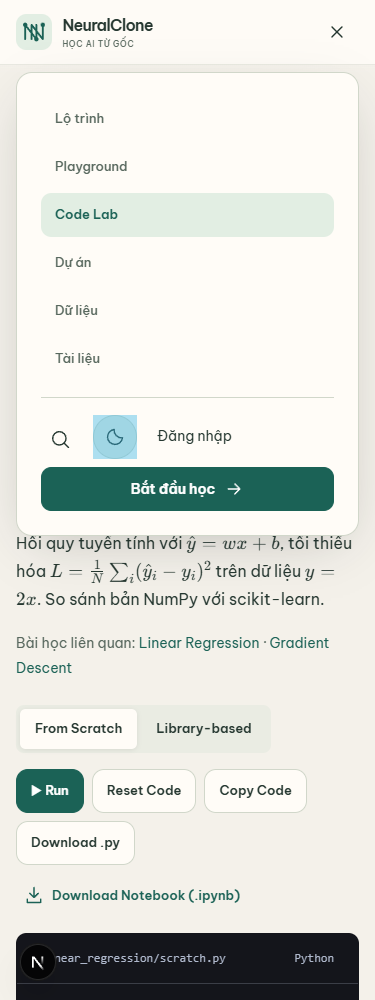 NeuralClone
HỌC AI TỪ GỐC
Lộ trình
Playground
Code Lab
Dự án
Dữ liệu
Tài liệu
Đăng nhập
Bắt đầu học →
Hồi quy tuyến tính với ŷ = wx + b, tối thiểu
hóa L = 1/N ∑ᵢ(ŷᵢ − yᵢ)² trên dữ liệu y =
2x. So sánh bản NumPy với scikit-learn.
Bài học liên quan: Linear Regression · Gradient
Descent
From Scratch Library-based
▶ Run Reset Code Copy Code
Download .py
Download Notebook (.ipynb)
near_regression/scratch.py Python